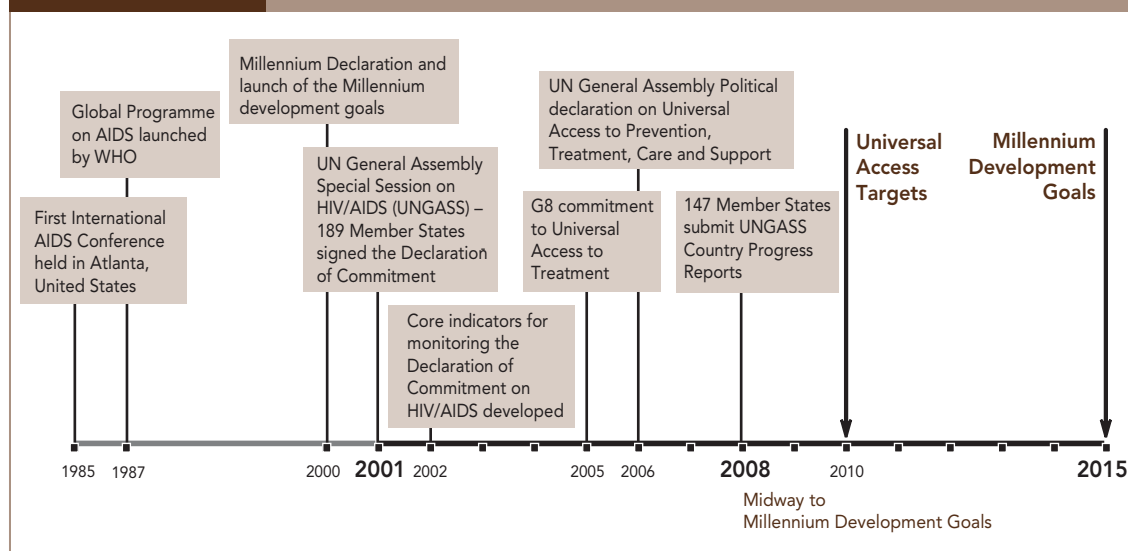 Millennium Declaration and
launch of the Millennium
development goals
UN General Assembly Political
declaration on Universal
Access to Prevention,
Treatment, Care and Support
Global Programme
on AIDS launched
by WHO
Universal
Access
Targets
Millennium
Development
Goals
UN General Assembly
Special Session on
HIV/AIDS (UNGASS) –
189 Member States
signed the Declaration
of Commitment
First International
AIDS Conference
held in Atlanta,
United States
G8 commitment
to Universal
Access to
Treatment
147 Member States
submit UNGASS
Country Progress
Reports
Core indicators for
monitoring the
Declaration of
Commitment on
HIV/AIDS developed
1985 1987 2000 2001 2002 2005 2006 2008 2010 2015
Midway to
Millennium Development Goals